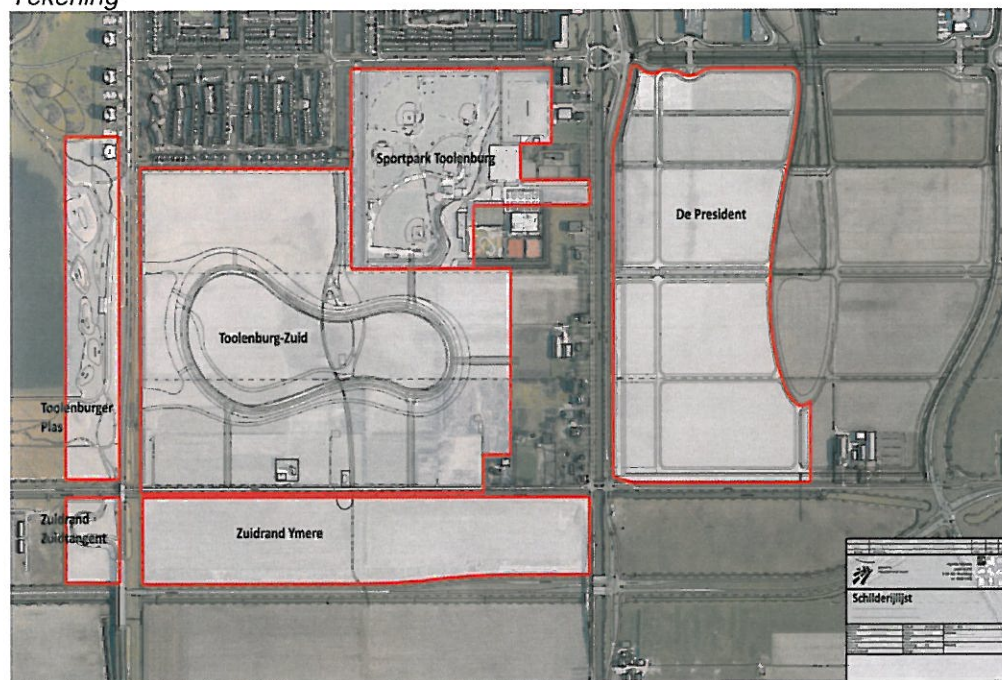 Tekening
Sportpark Toolenburg
De President
Toolenburg-Zuid
Toolenburger
Plas
Zuidrand
Zuidtangent
Zuidrand Ymere
Schilderijlijst